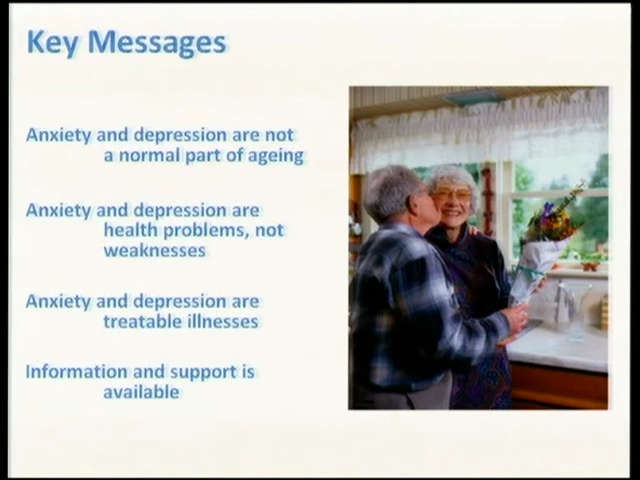 Key Messages
Anxiety and depression are not
a normal part of ageing
Anxiety and depression are
health problems, not
weaknesses
Anxiety and depression are
treatable illnesses
Information and support is
available